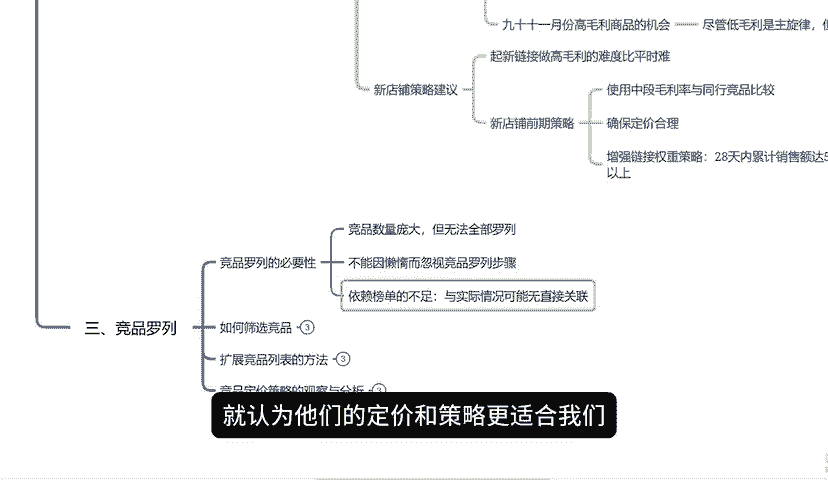 九十十一月份高毛利商品的机会
尽管低毛利是主旋律，但
起新链接做高毛利的难度比平时难
新店铺策略建议
使用中段毛利率与同行竞品比较
新店铺前期策略
确保定价合理
增强链接权重策略：28天内累计销售额达5
以上
竞品数量庞大，但无法全部罗列
竞品罗列的必要性
不能因懒惰而忽视竞品罗列步骤
依赖榜单的不足：与实际情况可能无直接关联
三、竞品罗列
如何筛选竞品
3
扩展竞品列表的方法
3
竞品定价策略的观察与分析
3
就认为他们的定价和策略更适合我们